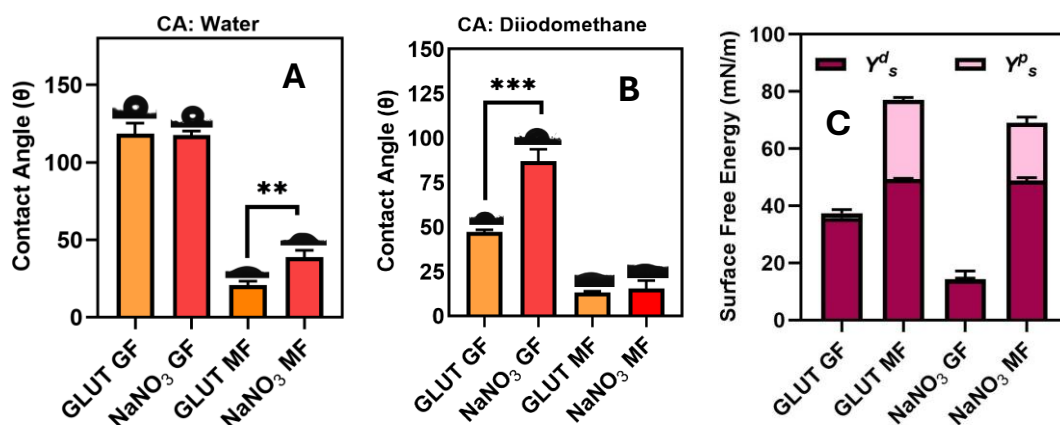 CA: Water
A
Contact Angle (θ)
150
100
50
0
**
GLUT GF
NaNO₃ GF
GLUT MF
NaNO₃ MF
CA: Diiodomethane
B
Contact Angle (θ)
150
125
100
75
50
25
0
***
GLUT GF
NaNO₃ GF
GLUT MF
NaNO₃ MF
C
Surface Free Energy (mN/m)
100
80
60
40
20
0
Yᵈₛ
Yᵖₛ
GLUT GF
GLUT MF
NaNO₃ GF
NaNO₃ MF